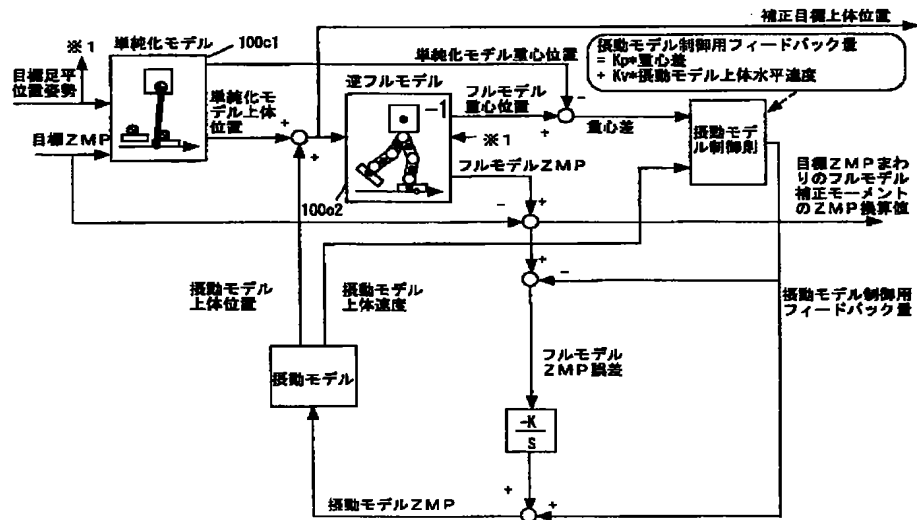 補正目標上体位置
※1
単純化モデル
100c1
単純化モデル重心位置
摂動モデル制御用フィードバック量
= Kp*重心差
+ Kv*摂動モデル上体水平速度
目標足平
位置姿勢
単純化モ
デル上体
位置
逆フルモデル
-1
フルモデル
重心位置
-
+
重心差
摂動モデ
ル制御則
+
+
※1
目標ZMP
フルモデルZMP
100c2
目標ZMPまわ
りのフルモデル
補正モーメント
のZMP換算値
-
+
+
-
摂動モデル
上体位置
摂動モデル
上体速度
摂動モデル制御用
フィードバック量
フルモデル
ZMP誤差
摂動モデル
-K
S
摂動モデルZMP
+
+